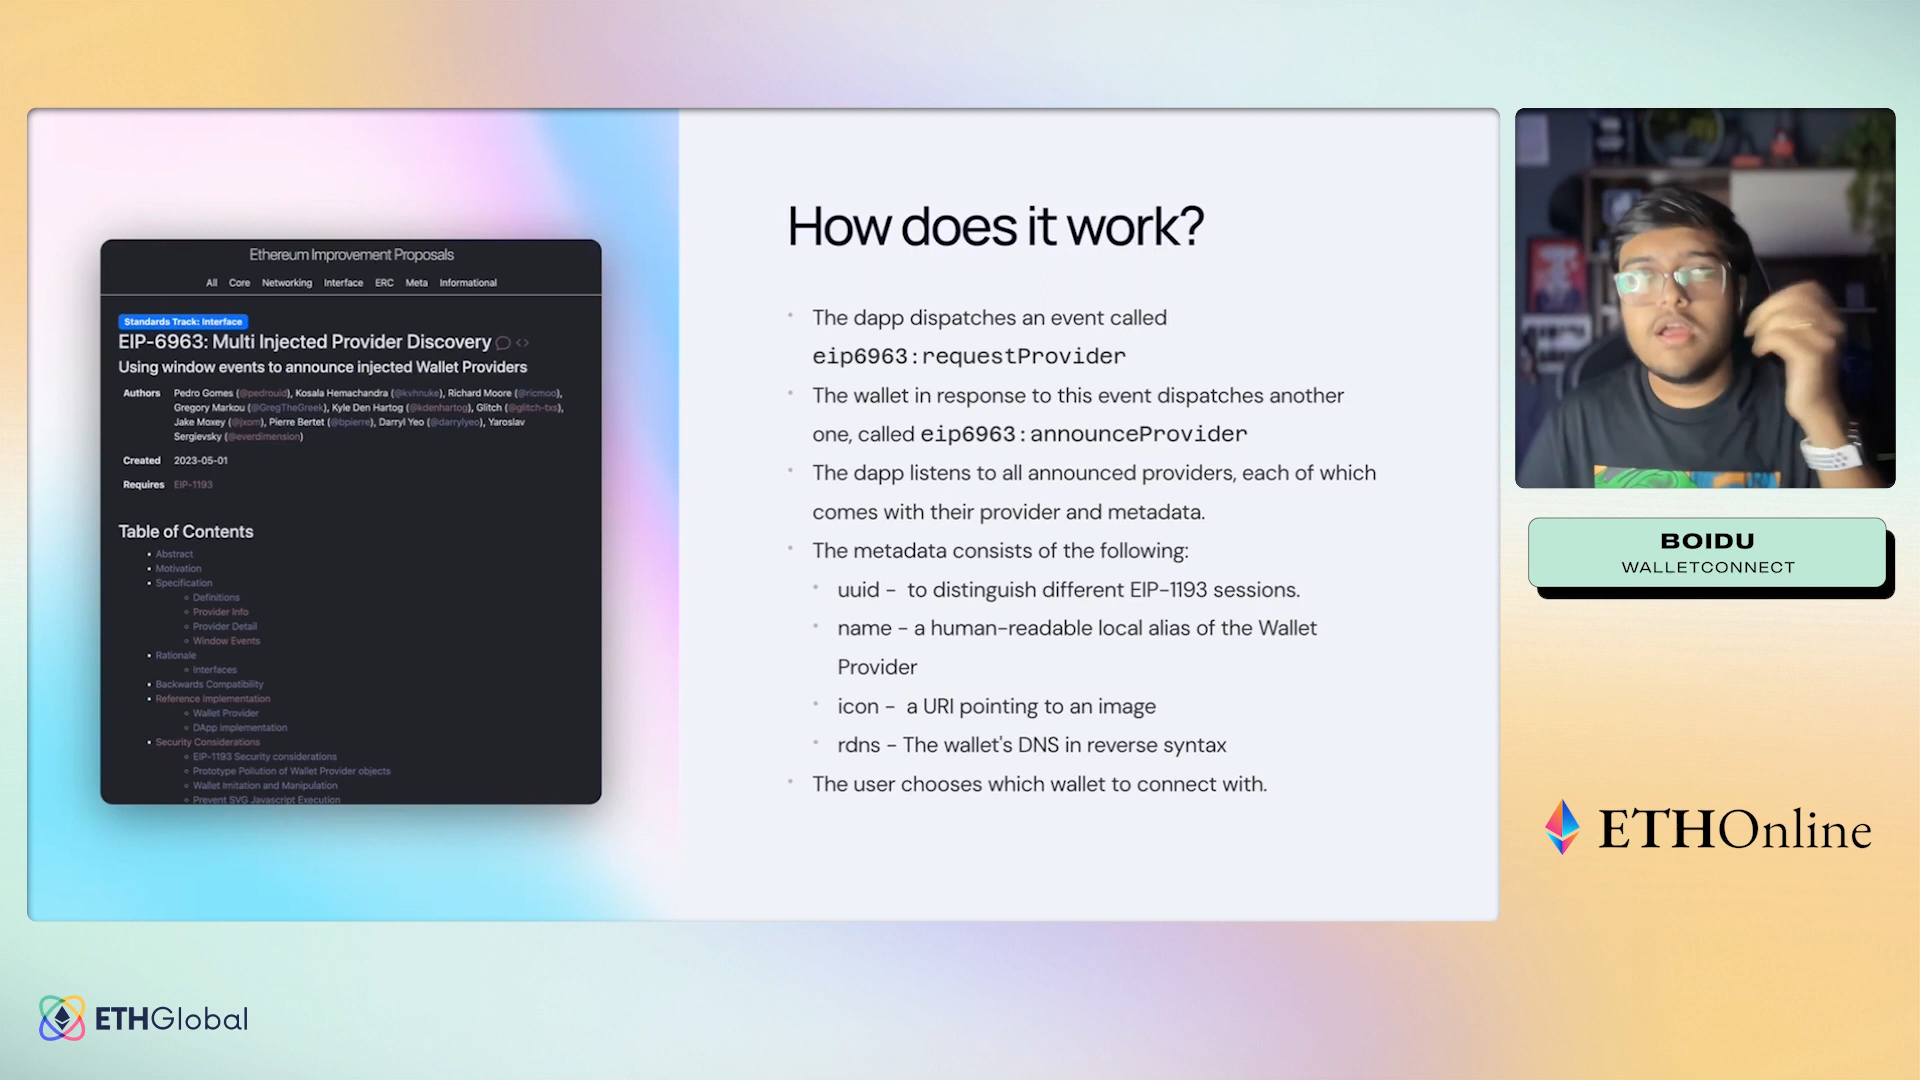 Ethereum Improvement Proposals
All Core Networking Interface ERC Meta Informational
Standards Track: Interface
EIP-6963: Multi Injected Provider Discovery
Using window events to announce injected Wallet Providers
Authors Pedro Gomes (@pedrouid), Kosala Hemachandra (@kvhnuke), Richard Moore (@ricmoo),
Gregory Markou (@GregTheGreek), Kyle Den Hartog (@kdenhartog), Glitch (@glitch-txs),
Jake Moxey (@jxom), Pierre Bertet (@bpierre), Darryl Yeo (@darrylyeo), Yaroslav
Sergievsky (@everdimension)
Created 2023-05-01
Requires EIP-1193
Table of Contents
Abstract
Motivation
Specification
Definitions
Provider Info
Provider Detail
Window Events
Rationale
Interfaces
Backwards Compatibility
Reference Implementation
Wallet Provider
DApp implementation
Security Considerations
EIP-1193 Security considerations
Prototype Pollution of Wallet Provider objects
Wallet Imitation and Manipulation
Prevent SVG Javascript Execution
How does it work?
The dapp dispatches an event called
eip6963:requestProvider
The wallet in response to this event dispatches another
one, called eip6963:announceProvider
The dapp listens to all announced providers, each of which
comes with their provider and metadata.
The metadata consists of the following:
uuid - to distinguish different EIP-1193 sessions.
name - a human-readable local alias of the Wallet
Provider
icon - a URI pointing to an image
rdns - The wallet's DNS in reverse syntax
The user chooses which wallet to connect with.
BOIDU
WALLETCONNECT
ETHOnline
ETHGlobal